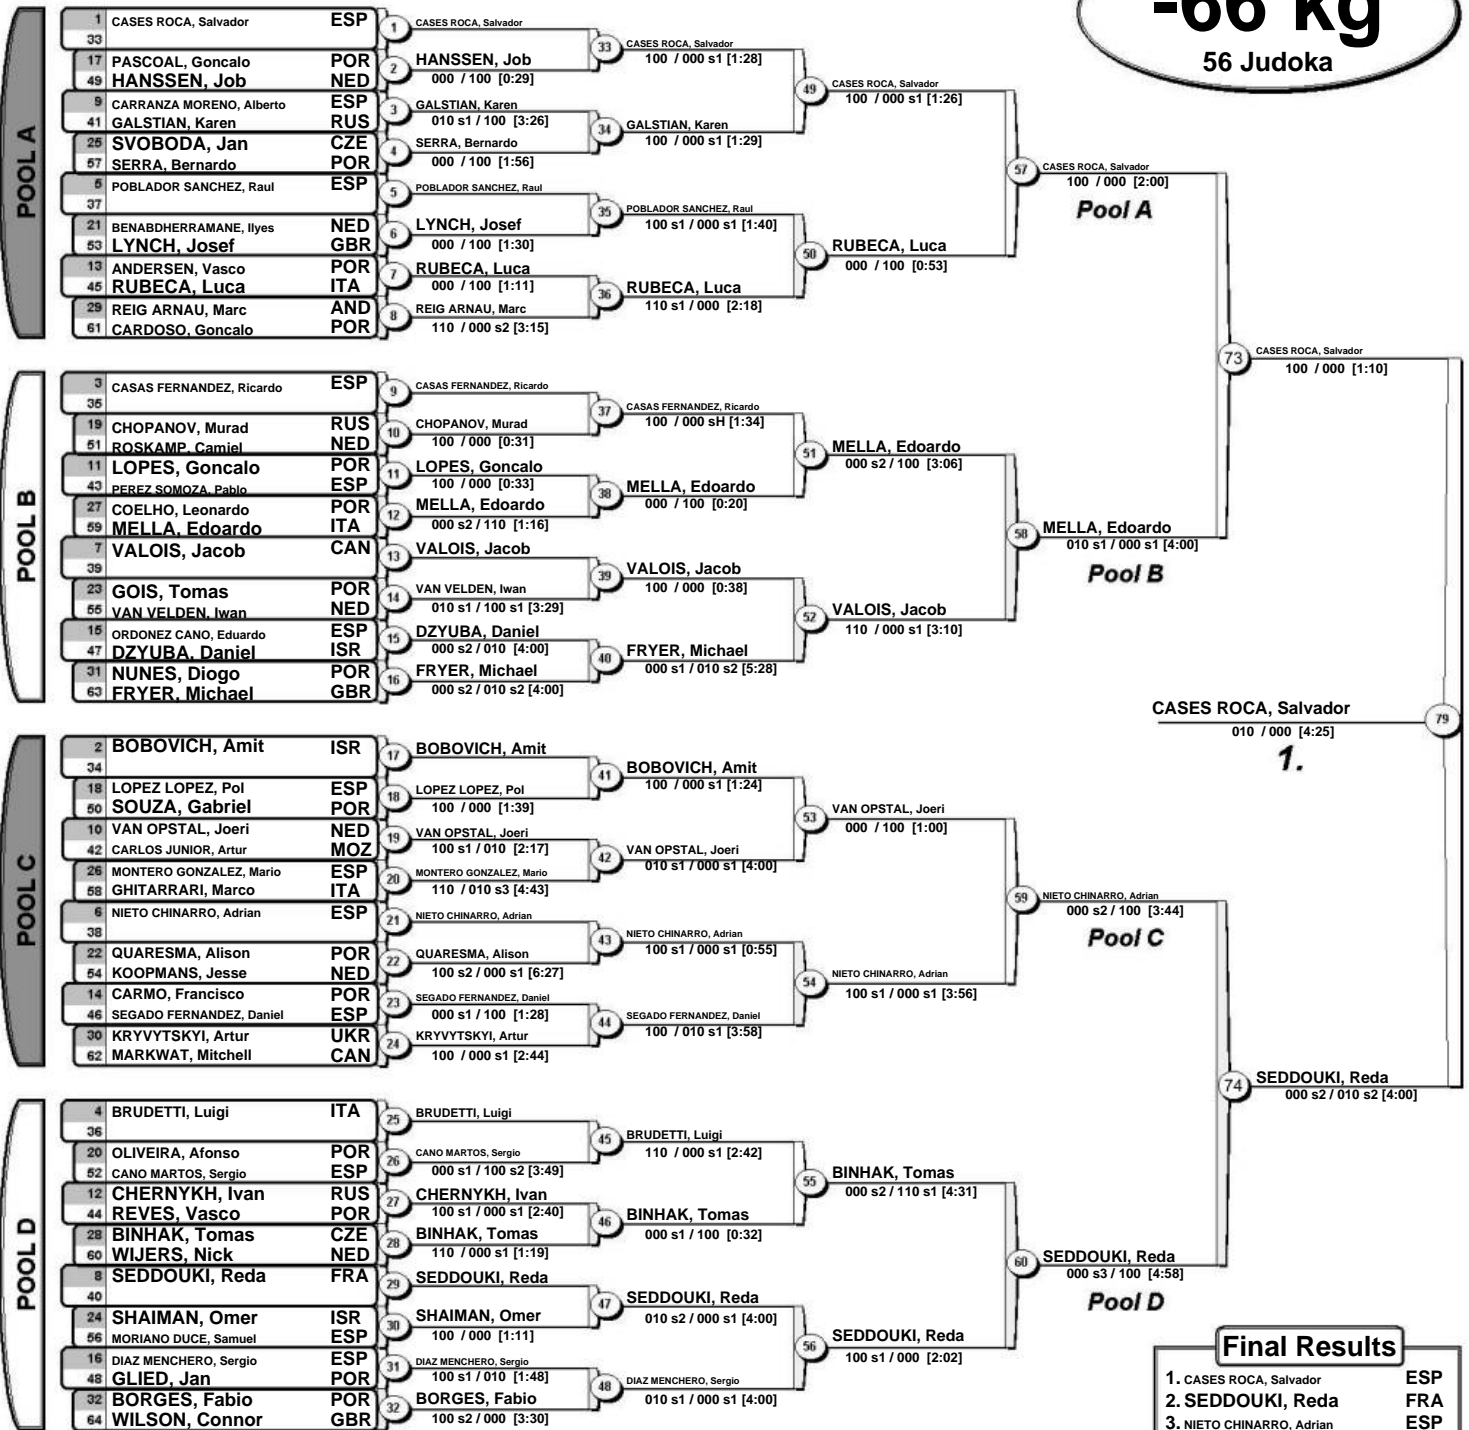 -66 kg
56 Judoka
POOL A
1 CASES ROCA, Salvador ESP
33
17 PASCOAL, Goncalo POR
49 HANSSEN, Job NED
9 CARRANZA MORENO, Alberto ESP
41 GALSTIAN, Karen RUS
25 SVOBODA, Jan CZE
57 SERRA, Bernardo POR
5 POBLADOR SANCHEZ, Raul ESP
37
21 BENABDHERRAMANE, Ilyes NED
53 LYNCH, Josef GBR
13 ANDERSEN, Vasco POR
45 RUBECA, Luca ITA
29 REIG ARNAU, Marc AND
61 CARDOSO, Goncalo POR
1 CASES ROCA, Salvador
2 HANSSEN, Job
000 / 100 [0:29]
3 GALSTIAN, Karen
010 s1 / 100 [3:26]
4 SERRA, Bernardo
000 / 100 [1:56]
5 POBLADOR SANCHEZ, Raul
6 LYNCH, Josef
000 / 100 [1:30]
7 RUBECA, Luca
000 / 100 [1:11]
8 REIG ARNAU, Marc
110 / 000 s2 [3:15]
33 CASES ROCA, Salvador
100 / 000 s1 [1:28]
34 GALSTIAN, Karen
100 / 000 s1 [1:29]
35 POBLADOR SANCHEZ, Raul
100 s1 / 000 s1 [1:40]
36 RUBECA, Luca
110 s1 / 000 [2:18]
49 CASES ROCA, Salvador
100 / 000 s1 [1:26]
50 RUBECA, Luca
000 / 100 [0:53]
57 CASES ROCA, Salvador
100 / 000 [2:00]
Pool A
POOL B
3 CASAS FERNANDEZ, Ricardo ESP
35
19 CHOPANOV, Murad RUS
51 ROSKAMP, Camiel NED
11 LOPES, Goncalo POR
43 PEREZ SOMOZA, Pablo ESP
27 COELHO, Leonardo POR
59 MELLA, Edoardo ITA
7 VALOIS, Jacob CAN
39
23 GOIS, Tomas POR
55 VAN VELDEN, Iwan NED
15 ORDONEZ CANO, Eduardo ESP
47 DZYUBA, Daniel ISR
31 NUNES, Diogo POR
63 FRYER, Michael GBR
9 CASAS FERNANDEZ, Ricardo
10 CHOPANOV, Murad
100 / 000 [0:31]
11 LOPES, Goncalo
100 / 000 [0:33]
12 MELLA, Edoardo
000 s2 / 110 [1:16]
13 VALOIS, Jacob
14 VAN VELDEN, Iwan
010 s1 / 100 s1 [3:29]
15 DZYUBA, Daniel
000 s2 / 010 [4:00]
16 FRYER, Michael
000 s2 / 010 s2 [4:00]
37 CASAS FERNANDEZ, Ricardo
100 / 000 sH [1:34]
38 MELLA, Edoardo
000 / 100 [0:20]
39 VALOIS, Jacob
100 / 000 [0:38]
40 FRYER, Michael
000 s1 / 010 s2 [5:28]
51 MELLA, Edoardo
000 s2 / 100 [3:06]
52 VALOIS, Jacob
110 / 000 s1 [3:10]
58 MELLA, Edoardo
010 s1 / 000 s1 [4:00]
Pool B
73 CASES ROCA, Salvador
100 / 000 [1:10]
CASES ROCA, Salvador 79
010 / 000 [4:25]
1.
POOL C
2 BOBOVICH, Amit ISR
34
18 LOPEZ LOPEZ, Pol ESP
50 SOUZA, Gabriel POR
10 VAN OPSTAL, Joeri NED
42 CARLOS JUNIOR, Artur MOZ
26 MONTERO GONZALEZ, Mario ESP
58 GHITARRARI, Marco ITA
6 NIETO CHINARRO, Adrian ESP
38
22 QUARESMA, Alison POR
54 KOOPMANS, Jesse NED
14 CARMO, Francisco POR
46 SEGADO FERNANDEZ, Daniel ESP
30 KRYVYTSKYI, Artur UKR
62 MARKWAT, Mitchell CAN
17 BOBOVICH, Amit
18 LOPEZ LOPEZ, Pol
100 / 000 [1:39]
19 VAN OPSTAL, Joeri
100 s1 / 010 [2:17]
20 MONTERO GONZALEZ, Mario
110 / 010 s3 [4:43]
21 NIETO CHINARRO, Adrian
22 QUARESMA, Alison
100 s2 / 000 s1 [6:27]
23 SEGADO FERNANDEZ, Daniel
000 s1 / 100 [1:28]
24 KRYVYTSKYI, Artur
100 / 000 s1 [2:44]
41 BOBOVICH, Amit
100 / 000 s1 [1:24]
42 VAN OPSTAL, Joeri
010 s1 / 000 s1 [4:00]
43 NIETO CHINARRO, Adrian
100 s1 / 000 s1 [0:55]
44 SEGADO FERNANDEZ, Daniel
100 / 010 s1 [3:58]
53 VAN OPSTAL, Joeri
000 / 100 [1:00]
54 NIETO CHINARRO, Adrian
100 s1 / 000 s1 [3:56]
59 NIETO CHINARRO, Adrian
000 s2 / 100 [3:44]
Pool C
POOL D
4 BRUDETTI, Luigi ITA
36
20 OLIVEIRA, Afonso POR
52 CANO MARTOS, Sergio ESP
12 CHERNYKH, Ivan RUS
44 REVES, Vasco POR
28 BINHAK, Tomas CZE
60 WIJERS, Nick NED
8 SEDDOUKI, Reda FRA
40
24 SHAIMAN, Omer ISR
56 MORIANO DUCE, Samuel ESP
16 DIAZ MENCHERO, Sergio ESP
48 GLIED, Jan POR
32 BORGES, Fabio POR
64 WILSON, Connor GBR
25 BRUDETTI, Luigi
26 CANO MARTOS, Sergio
000 s1 / 100 s2 [3:49]
27 CHERNYKH, Ivan
100 s1 / 000 s1 [2:40]
28 BINHAK, Tomas
110 / 000 s1 [1:19]
29 SEDDOUKI, Reda
30 SHAIMAN, Omer
100 / 000 [1:11]
31 DIAZ MENCHERO, Sergio
100 s1 / 010 [1:48]
32 BORGES, Fabio
100 s2 / 000 [3:30]
45 BRUDETTI, Luigi
110 / 000 s1 [2:42]
46 BINHAK, Tomas
000 s1 / 100 [0:32]
47 SEDDOUKI, Reda
010 s2 / 000 s1 [4:00]
48 DIAZ MENCHERO, Sergio
010 s1 / 000 s1 [4:00]
55 BINHAK, Tomas
000 s2 / 110 s1 [4:31]
56 SEDDOUKI, Reda
100 s1 / 000 [2:02]
60 SEDDOUKI, Reda
000 s3 / 100 [4:58]
Pool D
74 SEDDOUKI, Reda
000 s2 / 010 s2 [4:00]
Final Results
1. CASES ROCA, Salvador ESP
2. SEDDOUKI, Reda FRA
3. NIETO CHINARRO, Adrian ESP